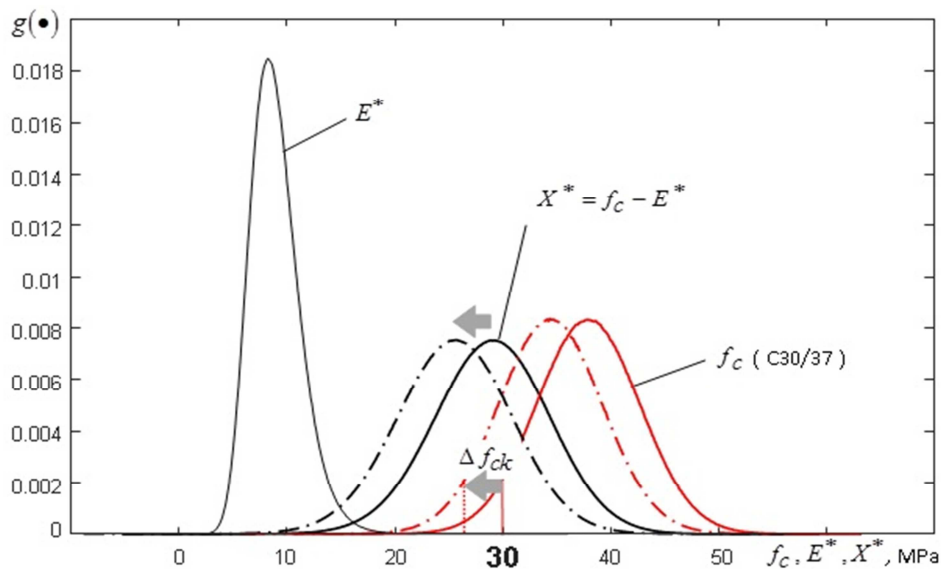 g(•)
0.018
0.016
0.014
0.012
0.01
0.008
0.006
0.004
0.002
0
E*
X* = fc − E*
fc ( C30/37 )
Δ fck
0 10 20 30 40 50 fc , E* , X* , MPa